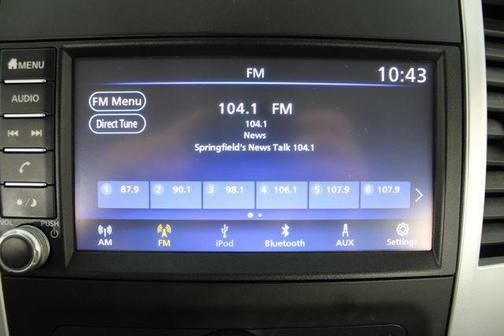 MENU
FM
10:43
AUDIO
FM Menu
104.1 FM
104.1
Direct Tune
News
Springfield's News Talk 104.1
1 87.9
2 90.1
3 98.1
4 106.1
5 107.9
6 107.9
VOL
PUSH
AM
FM
iPod
Bluetooth
AUX
Settings